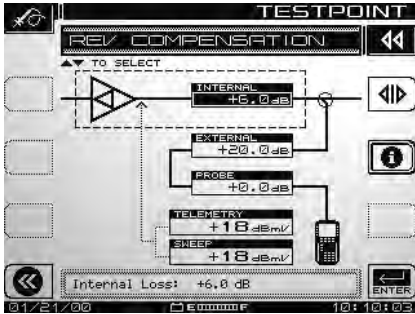 TESTPOINT
REV COMPENSATION
TO SELECT
INTERNAL
+6.0dB
EXTERNAL
+20.0dB
PROBE
+0.0dB
TELEMETRY
+18dBmV
SWEEP
+18dBmV
Internal Loss: +6.0 dB
ENTER
01/21/00
E
F
10:10:03